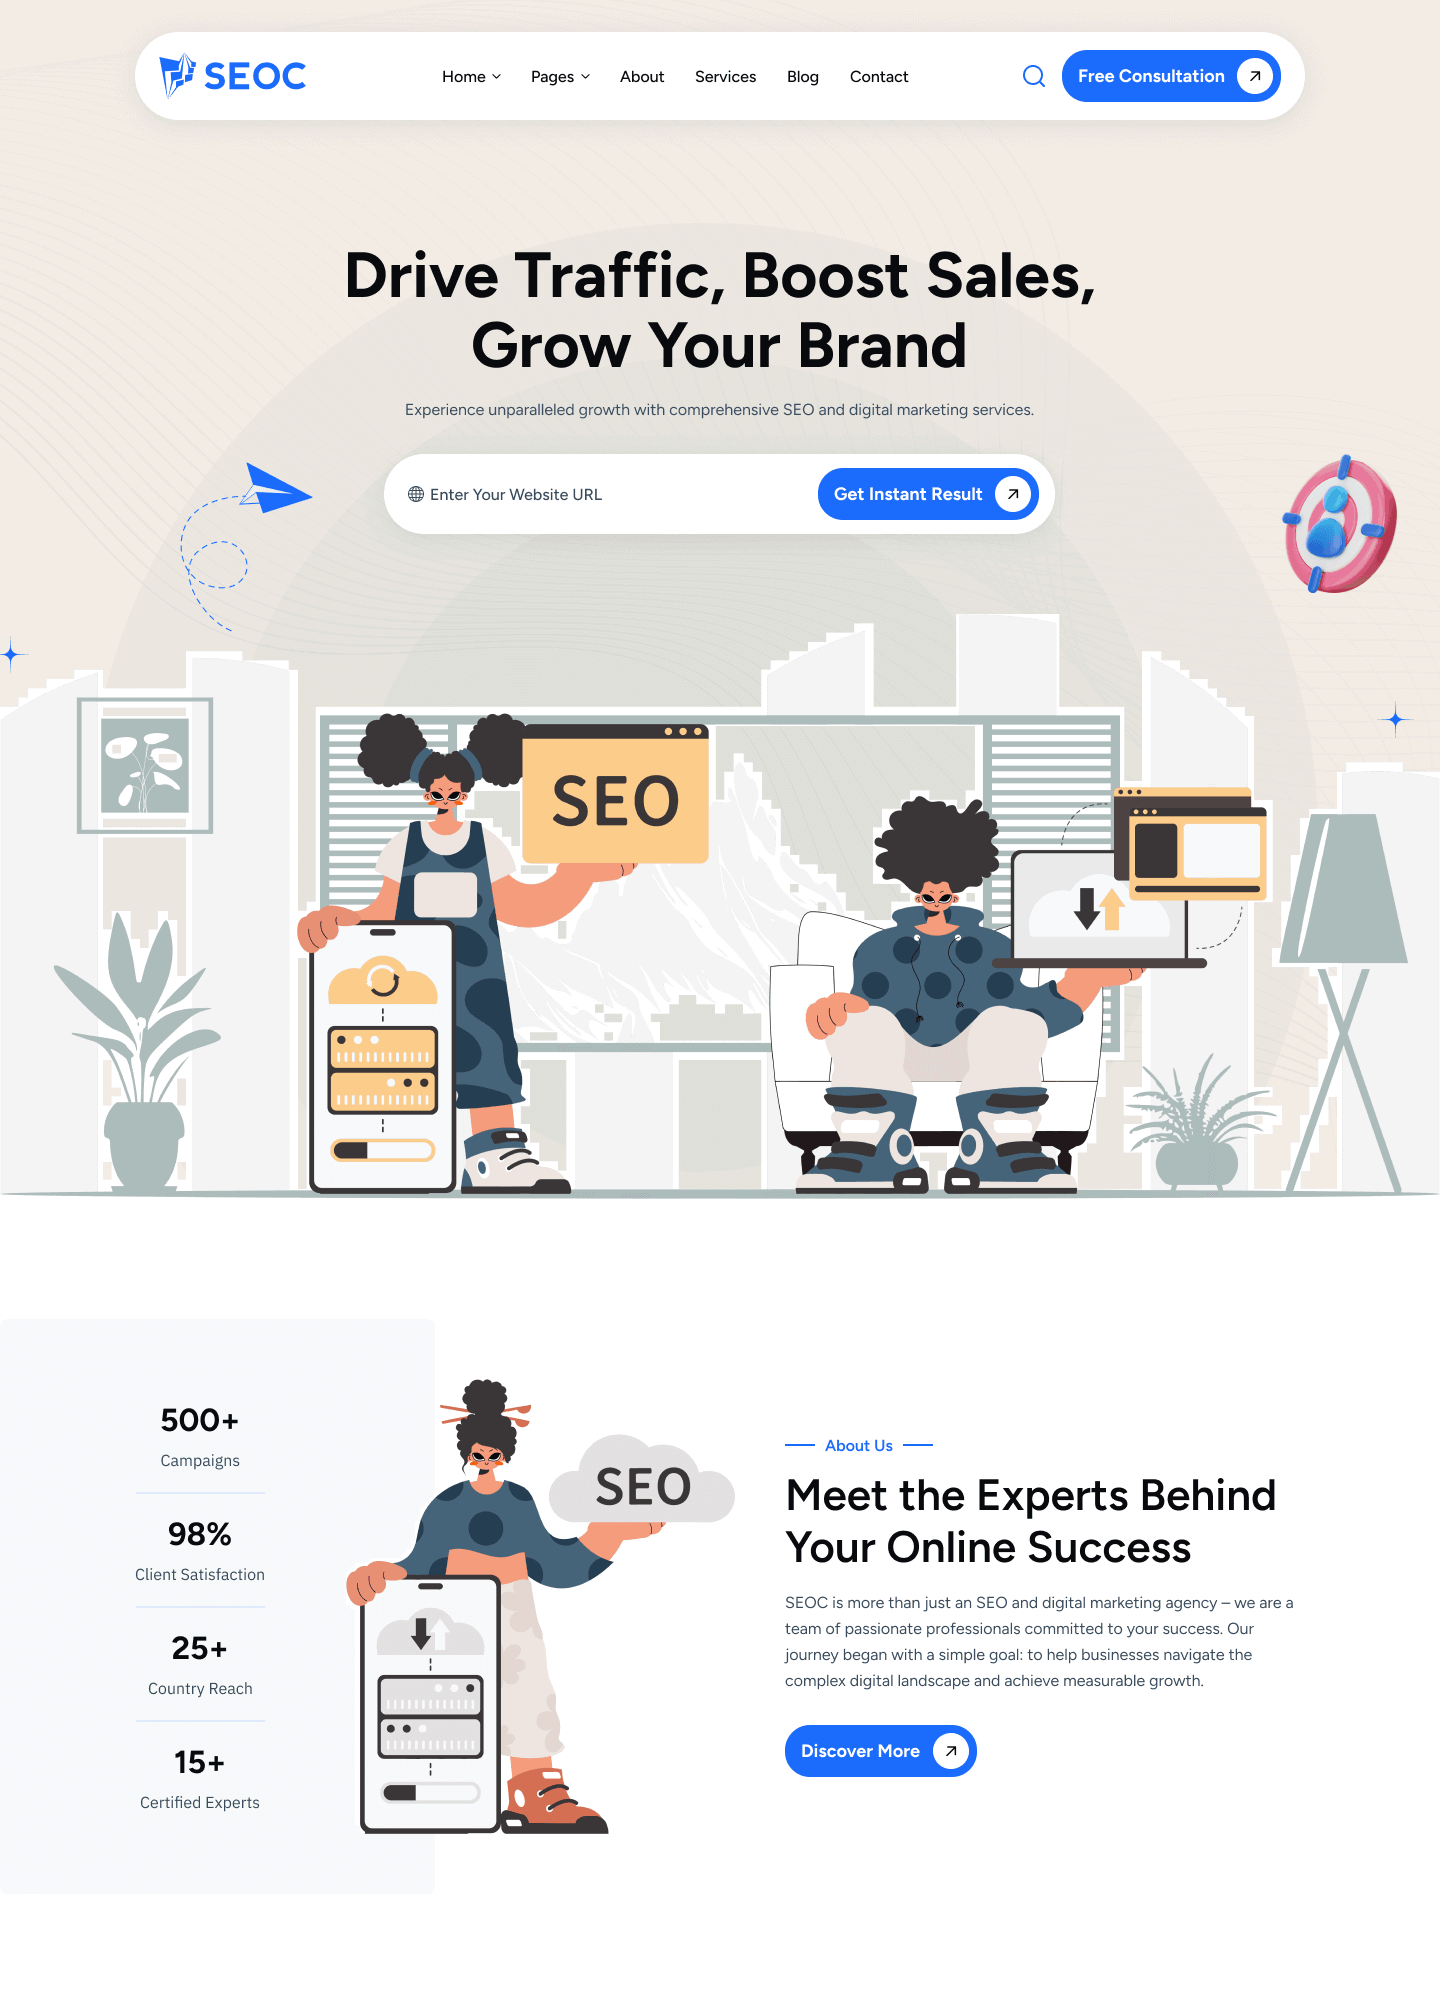 SEOC
Home
Pages
About
Services
Blog
Contact
Free Consultation
Drive Traffic, Boost Sales,
Grow Your Brand
Experience unparalleled growth with comprehensive SEO and digital marketing services.
Enter Your Website URL
Get Instant Result
SEO
500+
Campaigns
98%
Client Satisfaction
25+
Country Reach
15+
Certified Experts
SEO
About Us
Meet the Experts Behind
Your Online Success
SEOC is more than just an SEO and digital marketing agency – we are a
team of passionate professionals committed to your success. Our
journey began with a simple goal: to help businesses navigate the
complex digital landscape and achieve measurable growth.
Discover More